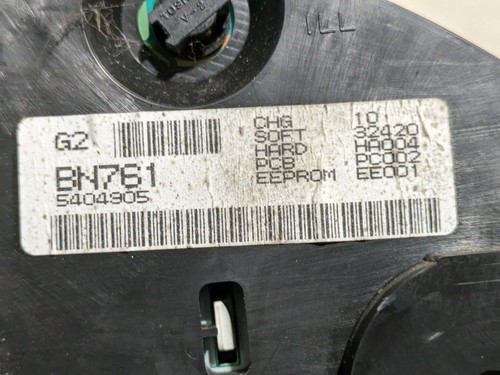 ILL
G2
BN761
5404905
CHG 10
SOFT 32420
HARD HA004
PCB PC002
EEPROM EE001